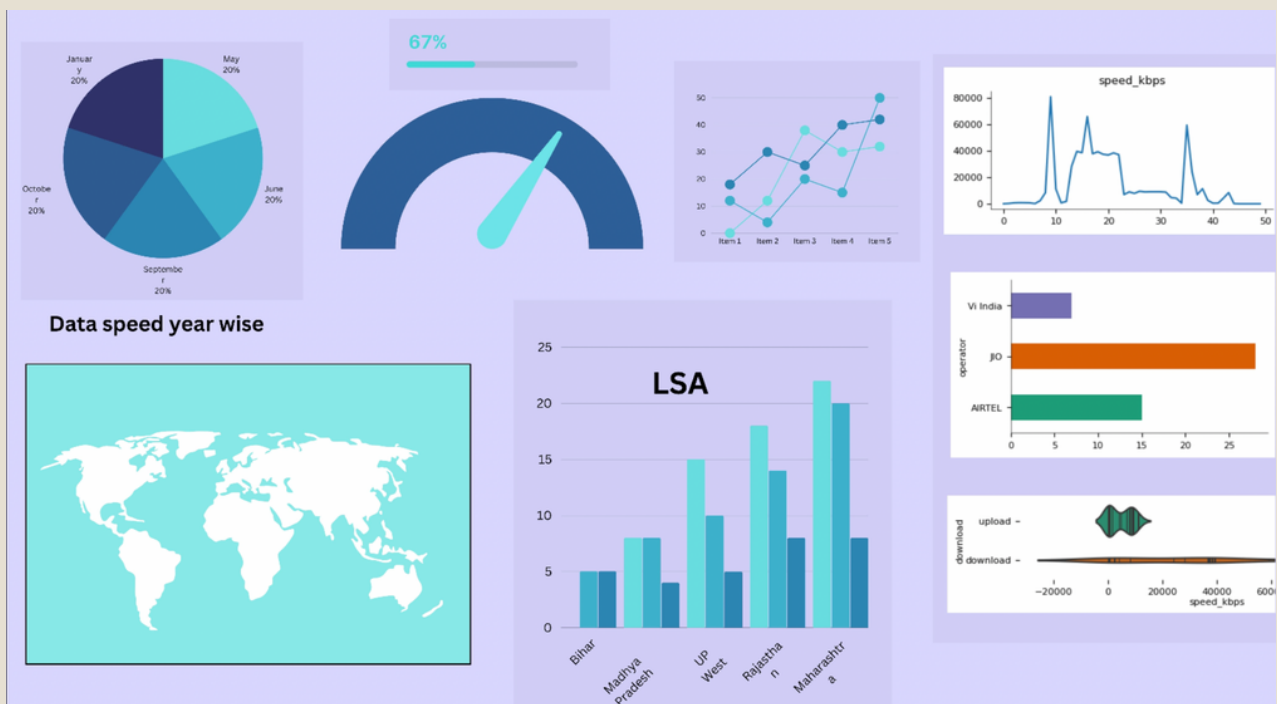 Januar
y
20%
May
20%
June
20%
Septembe
r
20%
Octobe
r
20%
67%
50
40
30
20
10
0
Item 1 Item 2 Item 3 Item 4 Item 5
speed_kbps
80000
60000
40000
20000
0
0 10 20 30 40 50
Data speed year wise
LSA
25
20
15
10
5
0
Bihar
Madhya
Pradesh
UP
West
Rajastha
n
Maharashtr
a
operator
Vi India
JIO
AIRTEL
0 5 10 15 20 25
download
upload
download
−20000 0 20000 40000
speed_kbps